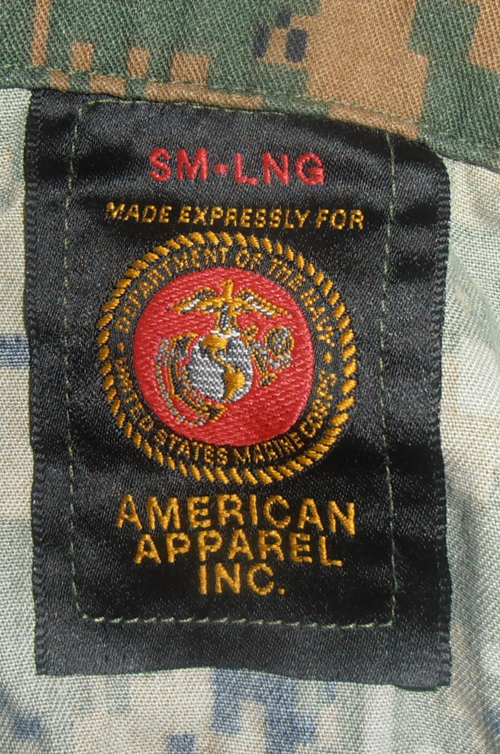 SM•LNG
MADE EXPRESSLY FOR
DEPARTMENT OF THE NAVY
UNITED STATES MARINE CORPS
AMERICAN
APPAREL
INC.